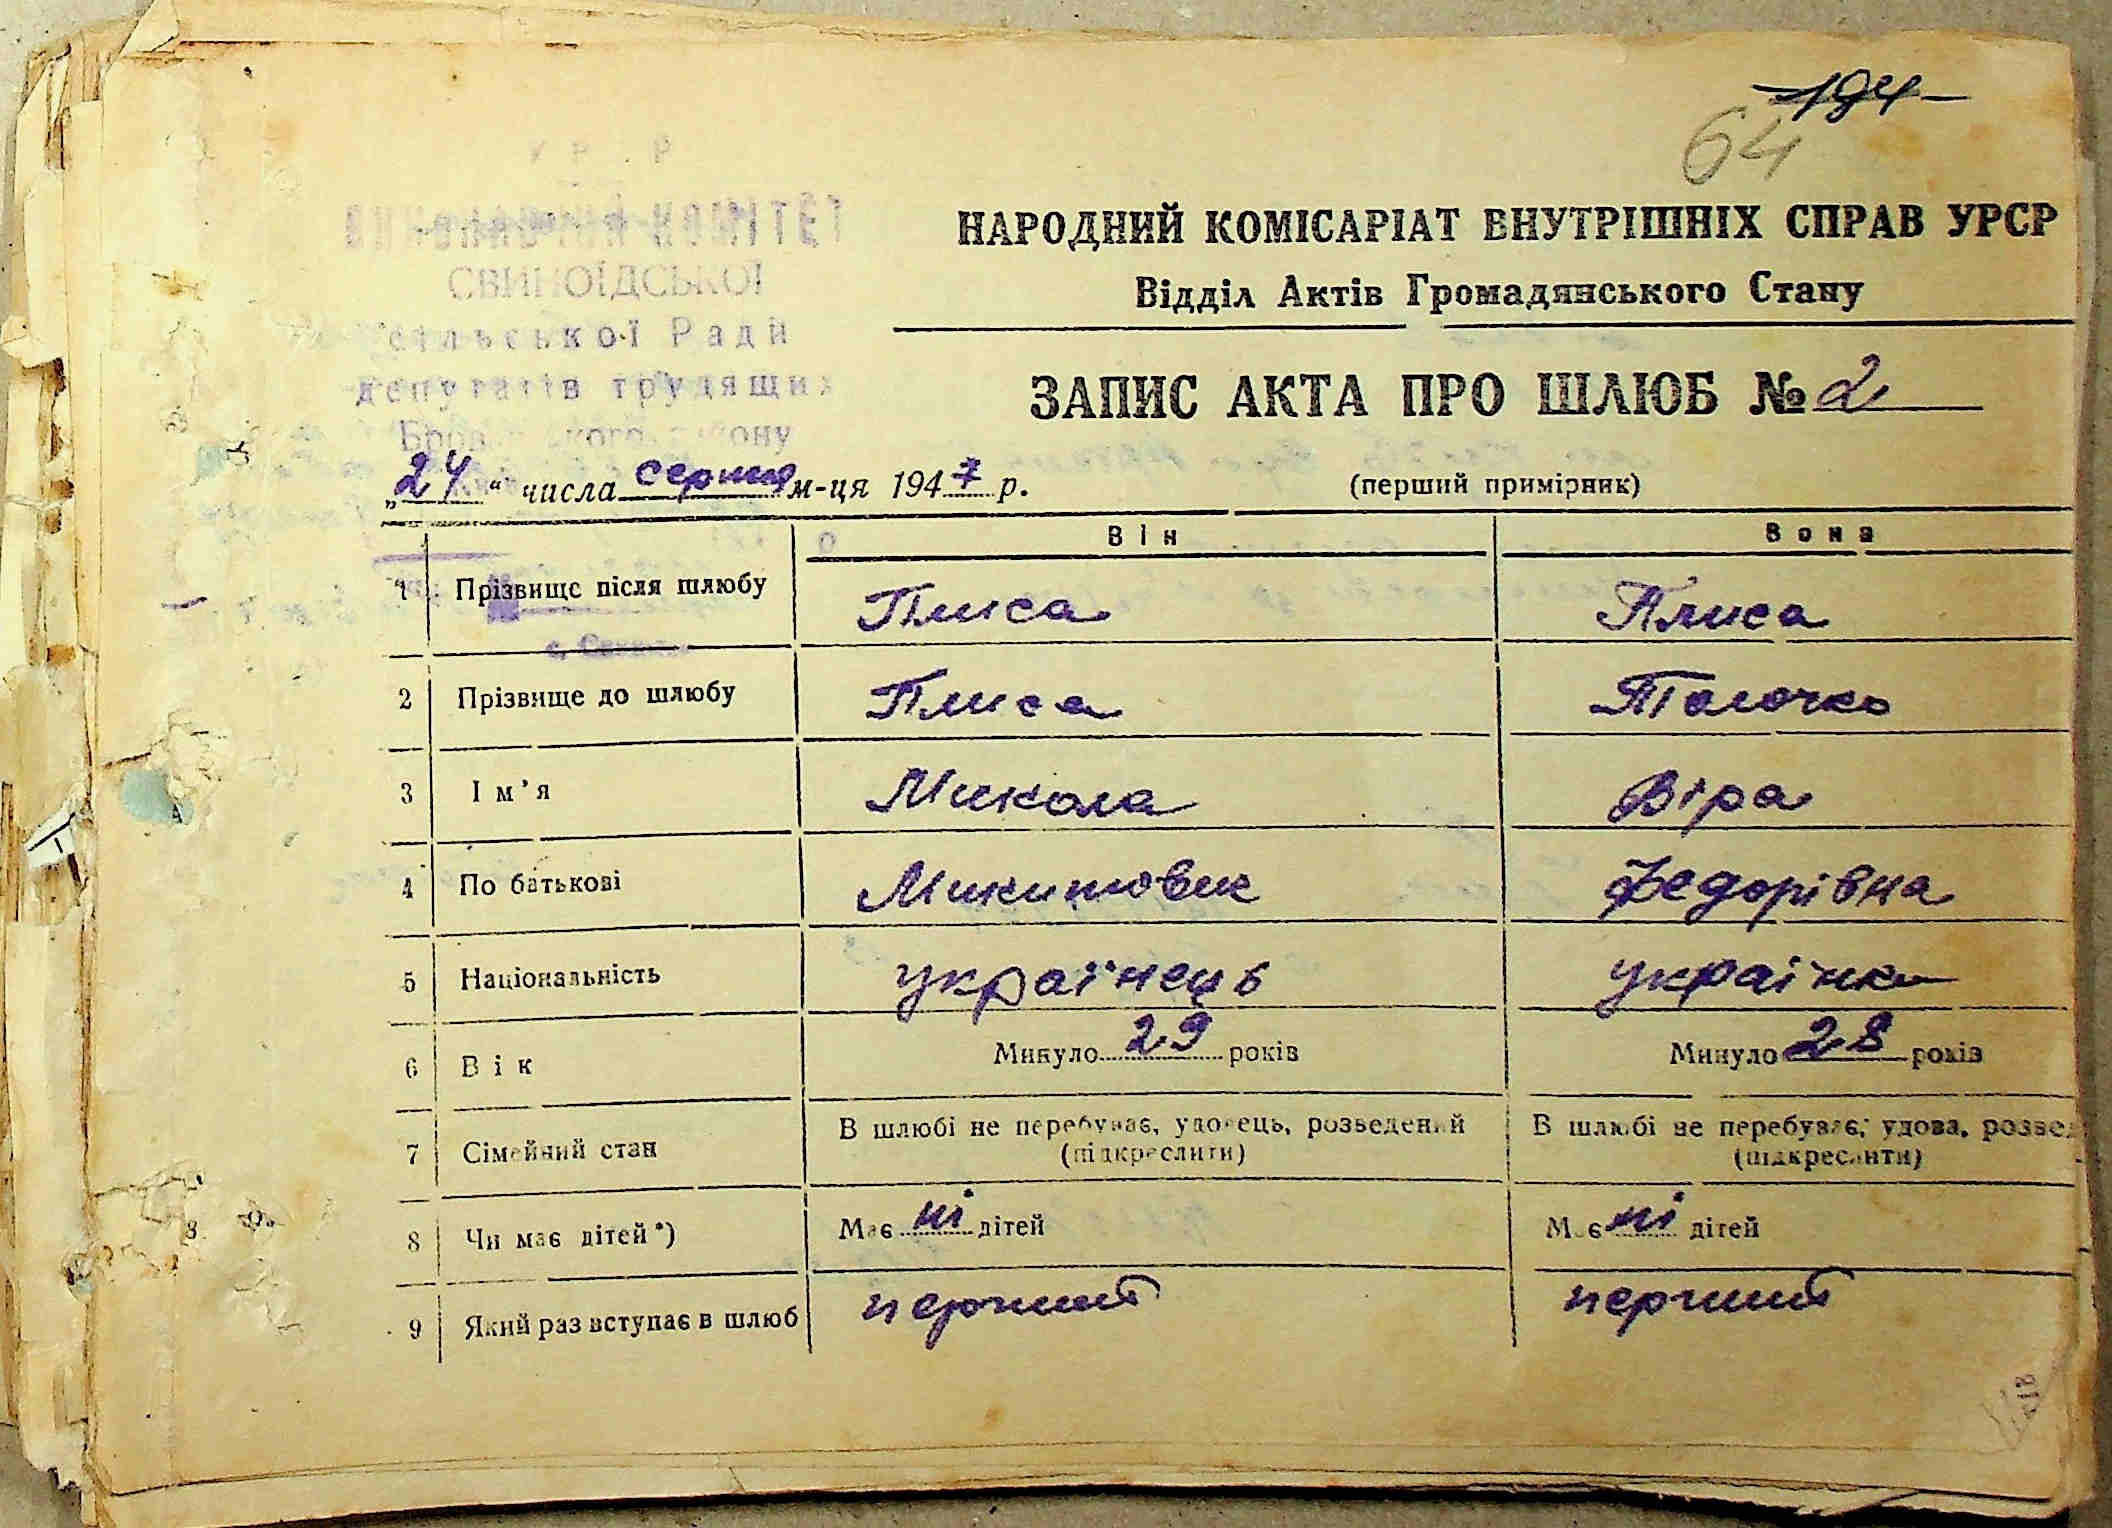 194
64
УРСР
ВИКОНАВЧИЙ КОМІТЕТ
СВИНОЇДСЬКОЇ
сільської Ради
депутатів трудящих
НАРОДНИЙ КОМІСАРІАТ ВНУТРІШНІХ СПРАВ УРСР
Відділ Актів Громадянського Стану
ЗАПИС АКТА ПРО ШЛЮБ № 2
„24“ числа серпня м-ця 1947 р. (перший примірник)
Він Вона
1 Прізвище після шлюбу Плиса Плиса
2 Прізвище до шлюбу Плиса Толочко
3 Ім’я Микола Віра
4 По батькові Микитович Федорівна
5 Національність українець українка
6 Вік Минуло 29 років Минуло 28 років
7 Сімейний стан В шлюбі не перебуває, удовець, розведений В шлюбі не перебуває, удова, розве
(підкреслити) (підкреслити)
8 Чи має дітей*) Має ні дітей Має ні дітей
9 Який раз вступає в шлюб перший перший